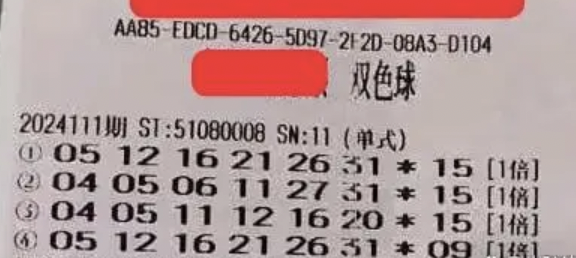 AA85-EDCD-6426-5D97-2F2D-08A3-D104
双色球
2024111期 ST:51080008 SN:11 (单式)
① 05 12 16 21 26 31 * 15 [1倍]
② 04 05 06 11 27 31 * 15 [1倍]
③ 04 05 11 12 16 20 * 15 [1倍]
④ 05 12 16 21 26 31 * 09 [1倍]